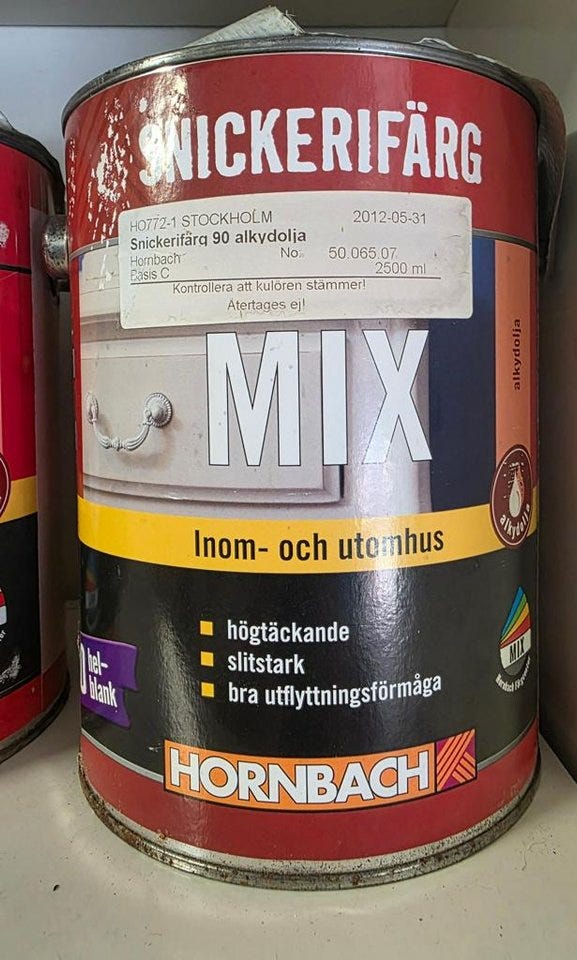 SNICKERIFÄRG
HO772-1 STOCKHOLM 2012-05-31
Snickerifärg 90 alkydolja
Hornbach No: 50.065.07
Basis C 2500 ml
Kontrollera att kulören stämmer!
Återtages ej!
MIX
alkydolja
alkydolja
Inom- och utomhus
högtäckande
slitstark
bra utflyttningsförmåga
hel-
blank
MIX
HORNBACH